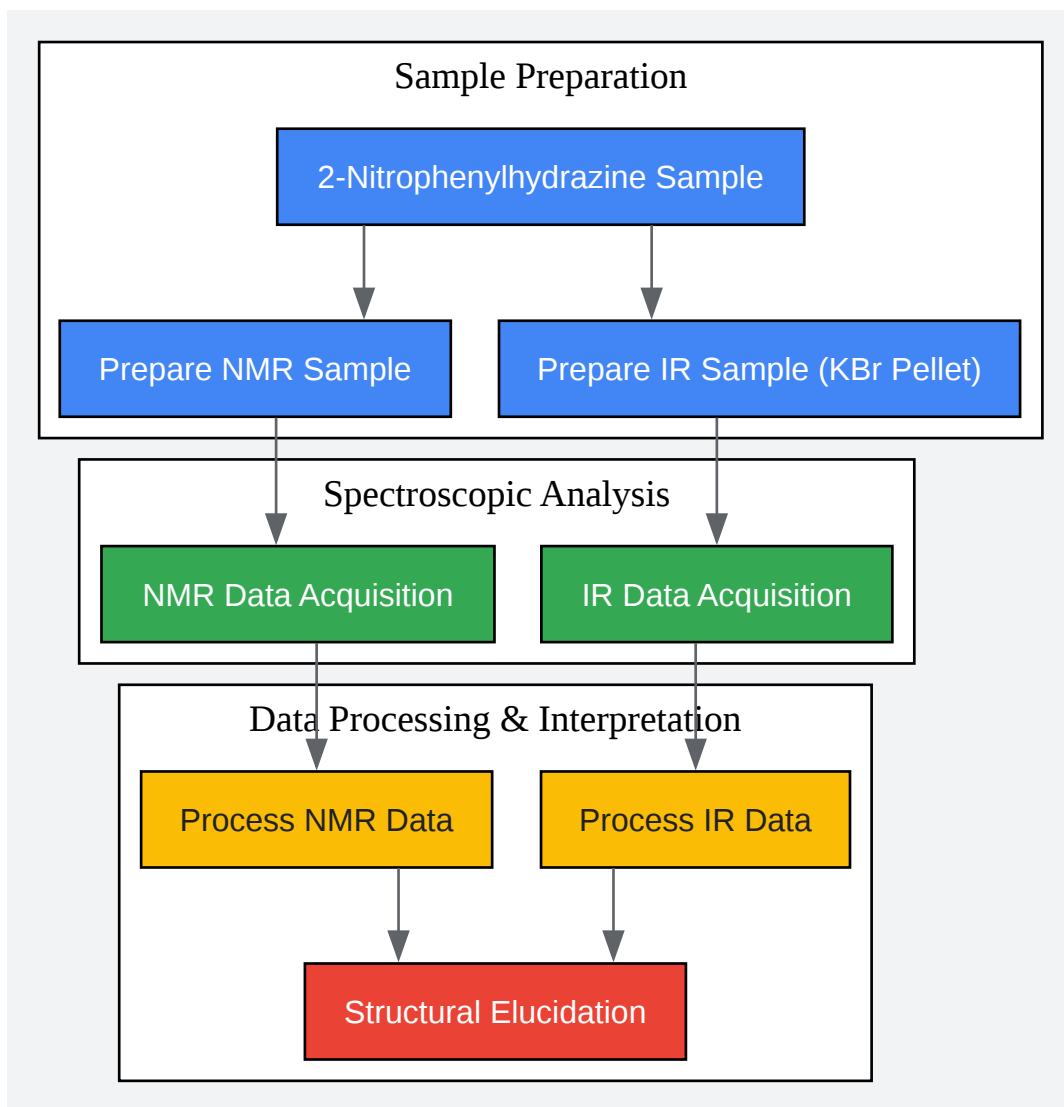 Sample Preparation
2-Nitrophenylhydrazine Sample
Prepare NMR Sample
Prepare IR Sample (KBr Pellet)
Spectroscopic Analysis
NMR Data Acquisition
IR Data Acquisition
Data Processing & Interpretation
Process NMR Data
Process IR Data
Structural Elucidation